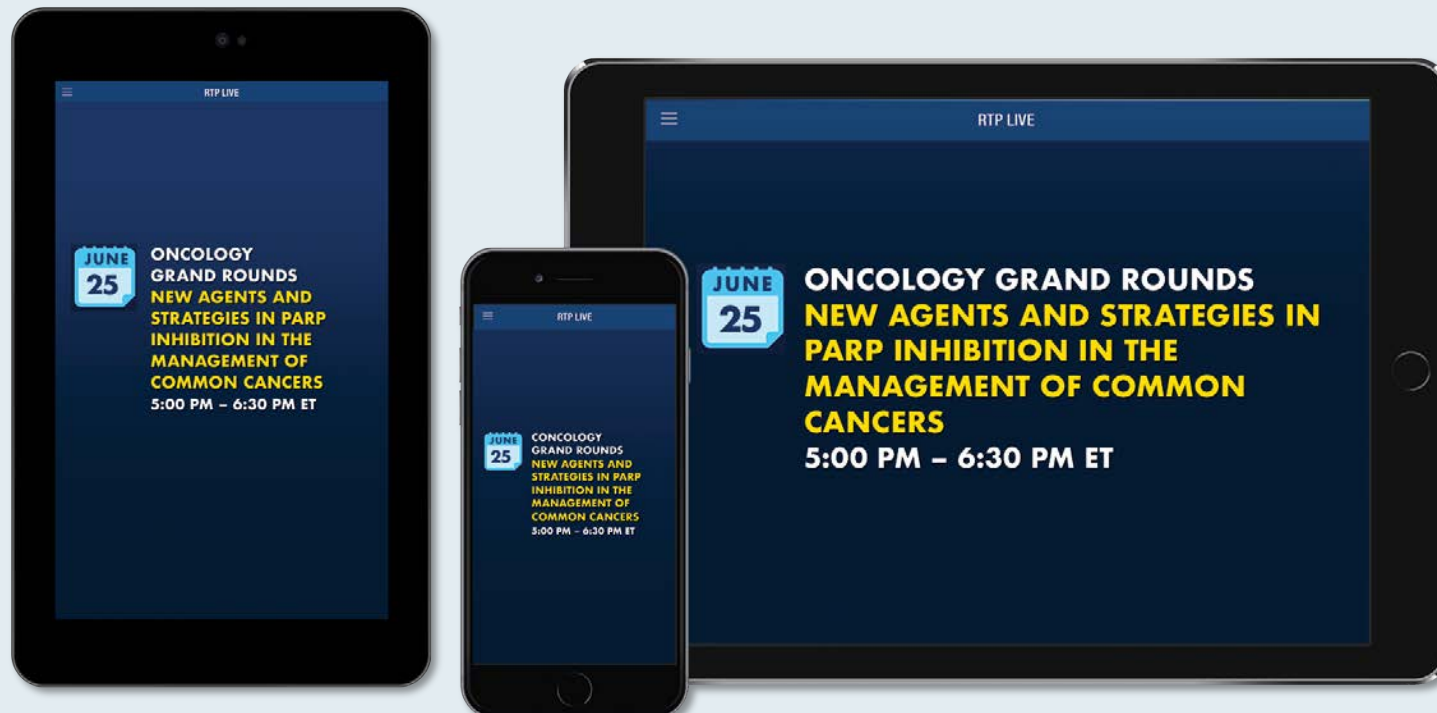 RTP LIVE
JUNE
25
ONCOLOGY
GRAND ROUNDS
NEW AGENTS AND
STRATEGIES IN PARP
INHIBITION IN THE
MANAGEMENT OF
COMMON CANCERS
5:00 PM – 6:30 PM ET
RTP LIVE
JUNE
25
CONCOLOGY
GRAND ROUNDS
NEW AGENTS AND
STRATEGIES IN PARP
INHIBITION IN THE
MANAGEMENT OF
COMMON CANCERS
5:00 PM – 6:30 PM ET
RTP LIVE
JUNE
25
ONCOLOGY GRAND ROUNDS
NEW AGENTS AND STRATEGIES IN
PARP INHIBITION IN THE
MANAGEMENT OF COMMON
CANCERS
5:00 PM – 6:30 PM ET